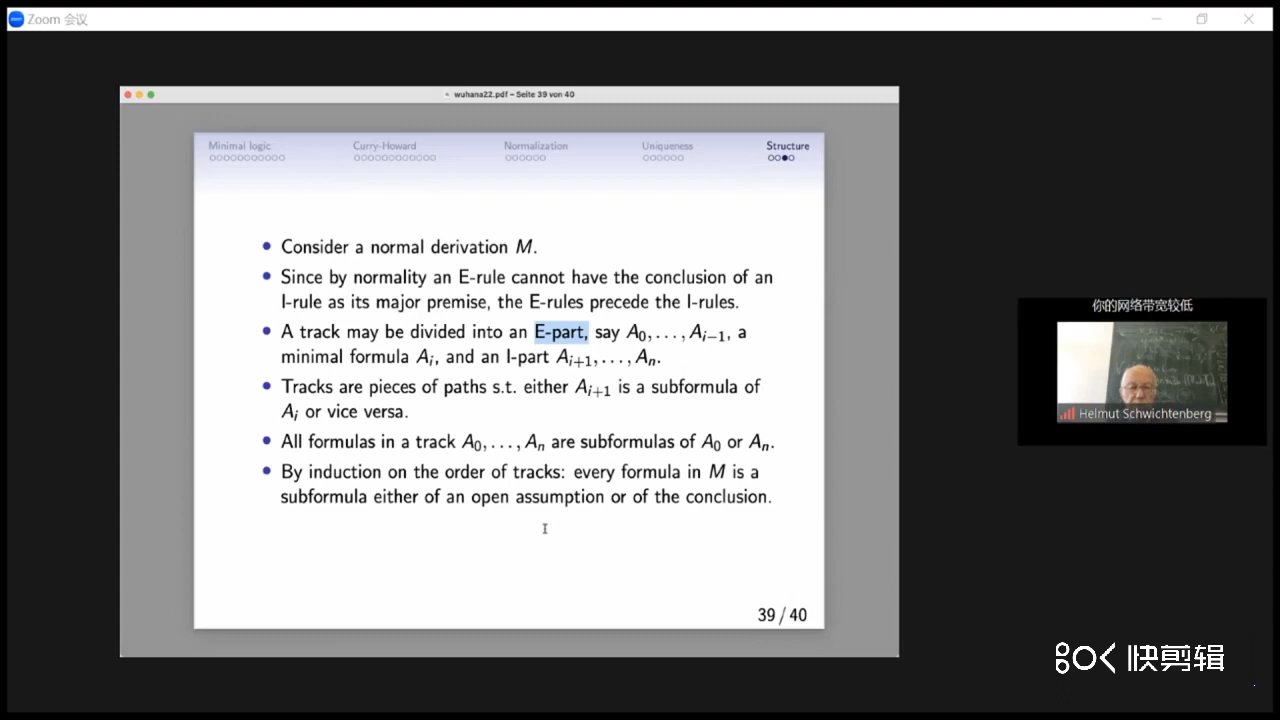 Zoom 会议
wuhana22.pdf – Seite 39 von 40
Minimal logic Curry-Howard Normalization Uniqueness Structure
• Consider a normal derivation M.
• Since by normality an E-rule cannot have the conclusion of an
I-rule as its major premise, the E-rules precede the I-rules.
• A track may be divided into an E-part, say A₀, . . . , Aᵢ₋₁, a
minimal formula Aᵢ, and an I-part Aᵢ₊₁, . . . , Aₙ.
• Tracks are pieces of paths s.t. either Aᵢ₊₁ is a subformula of
Aᵢ or vice versa.
• All formulas in a track A₀, . . . , Aₙ are subformulas of A₀ or Aₙ.
• By induction on the order of tracks: every formula in M is a
subformula either of an open assumption or of the conclusion.
39 / 40
你的网络带宽较低
Helmut Schwichtenberg
快剪辑